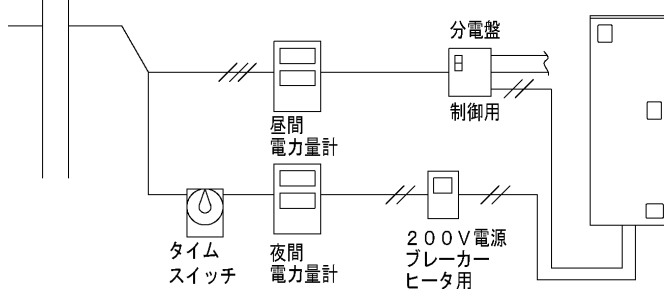 分電盤
制御用
昼間
電力量計
タイム
スイッチ
夜間
電力量計
２００Ｖ電源
ブレーカー
ヒータ用